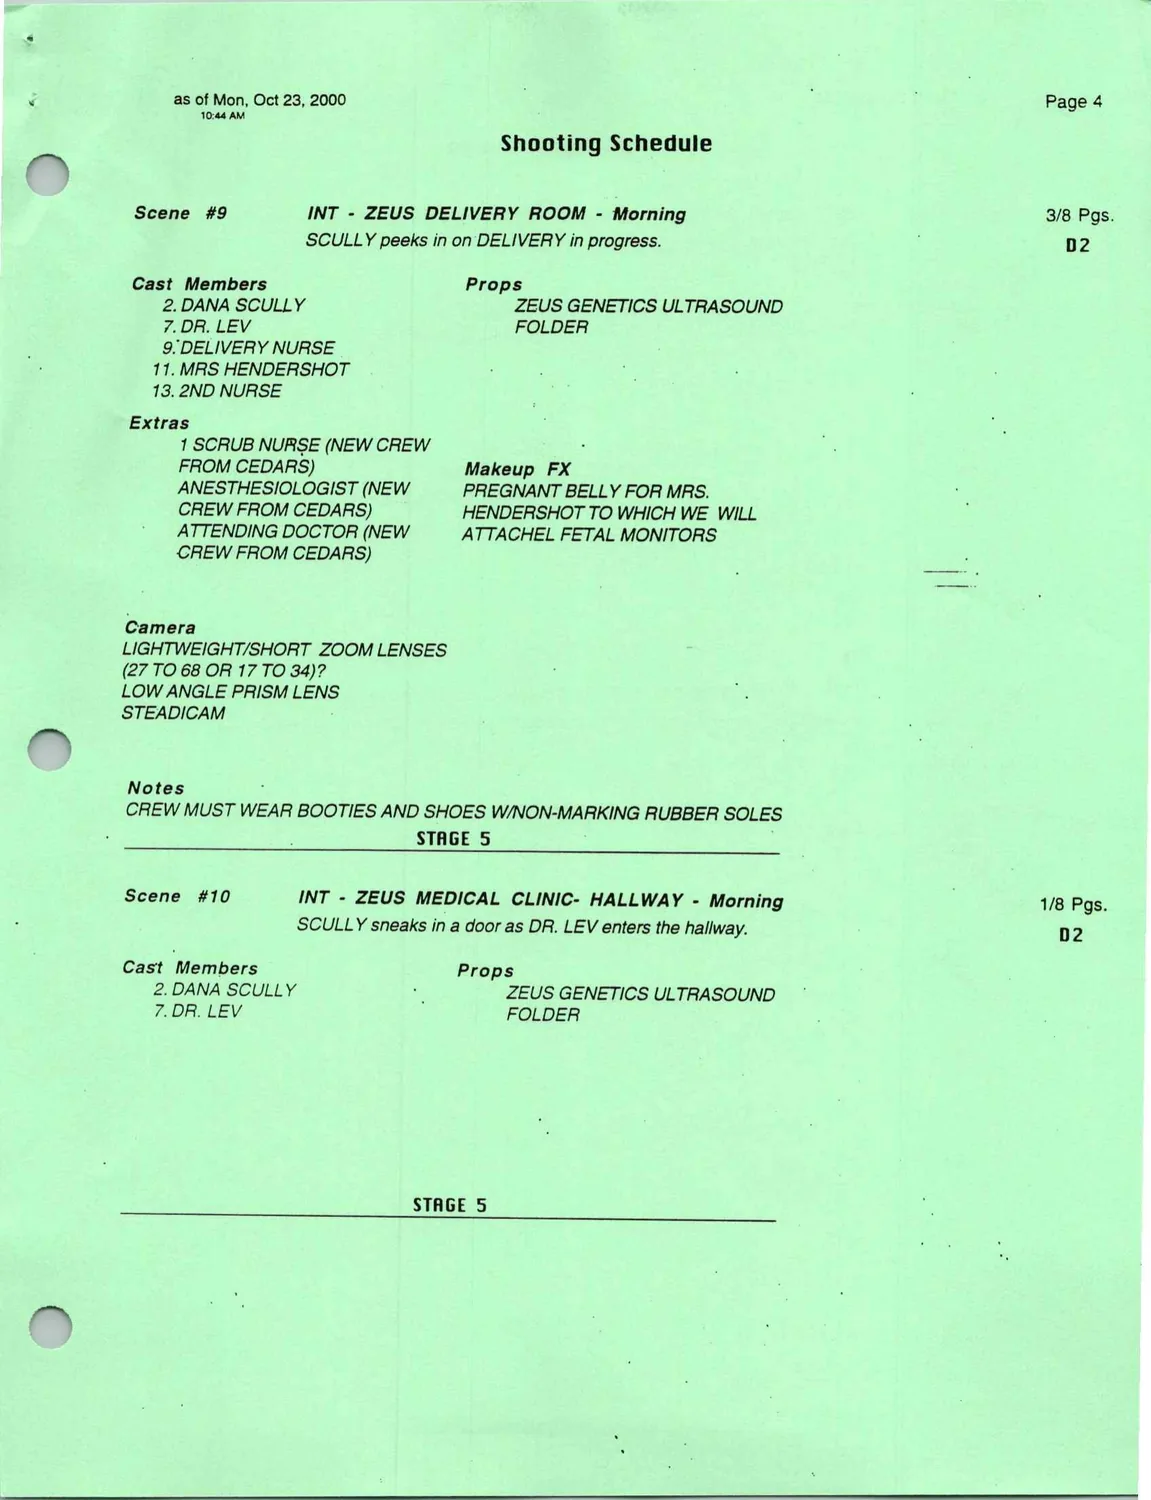 as of Mon, Oct 23, 2000
10:44 AM
Page 4
Shooting Schedule
Scene #9 INT - ZEUS DELIVERY ROOM - Morning 3/8 Pgs.
SCULLY peeks in on DELIVERY in progress. D2
Cast Members
2. DANA SCULLY
7. DR. LEV
9. DELIVERY NURSE
11. MRS HENDERSHOT
13. 2ND NURSE
Props
ZEUS GENETICS ULTRASOUND
FOLDER
Extras
1 SCRUB NURSE (NEW CREW
FROM CEDARS)
ANESTHESIOLOGIST (NEW
CREW FROM CEDARS)
ATTENDING DOCTOR (NEW
CREW FROM CEDARS)
Makeup FX
PREGNANT BELLY FOR MRS.
HENDERSHOT TO WHICH WE WILL
ATTACHEL FETAL MONITORS
Camera
LIGHTWEIGHT/SHORT ZOOM LENSES
(27 TO 68 OR 17 TO 34)?
LOW ANGLE PRISM LENS
STEADICAM
Notes
CREW MUST WEAR BOOTIES AND SHOES W/NON-MARKING RUBBER SOLES
STAGE 5
Scene #10 INT - ZEUS MEDICAL CLINIC- HALLWAY - Morning 1/8 Pgs.
SCULLY sneaks in a door as DR. LEV enters the hallway. D2
Cast Members
2. DANA SCULLY
7. DR. LEV
Props
ZEUS GENETICS ULTRASOUND
FOLDER
STAGE 5